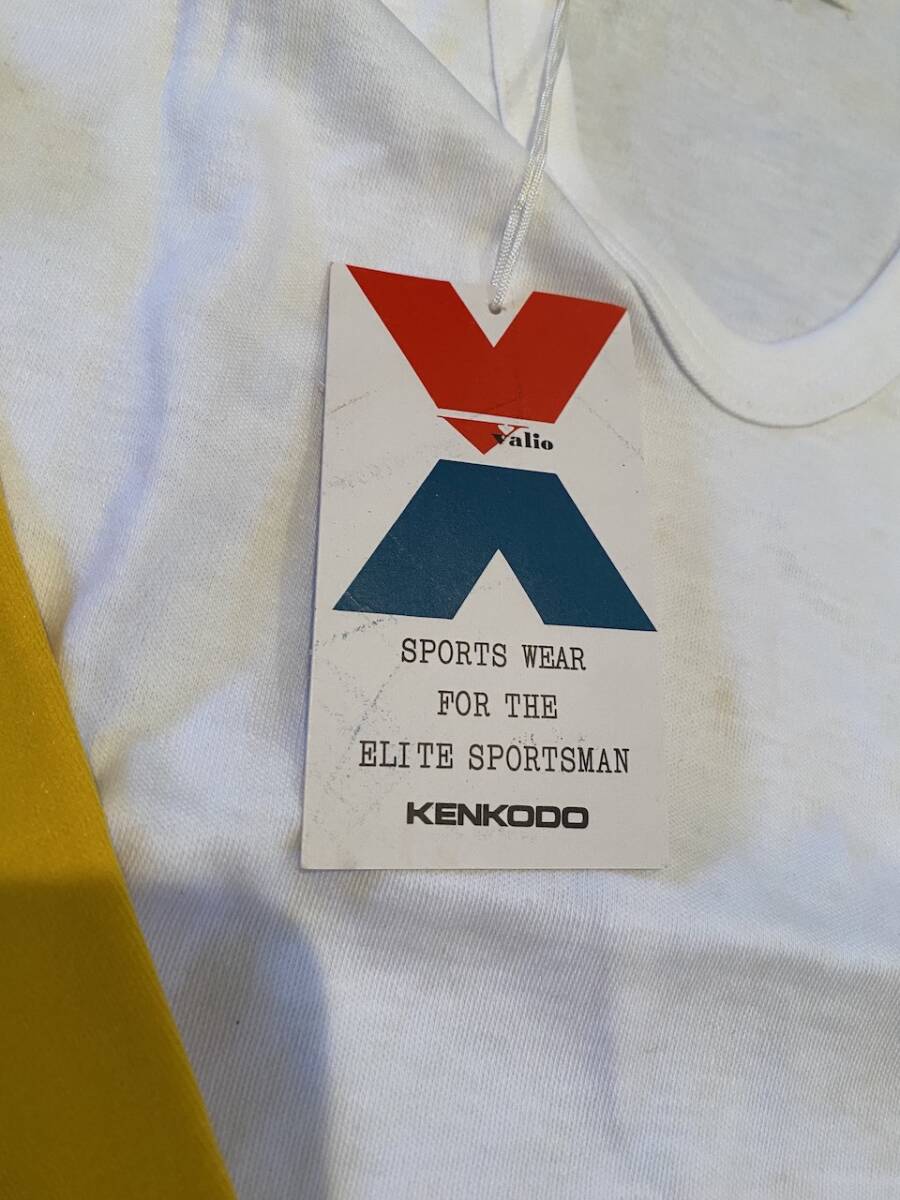 Valio
SPORTS WEAR
FOR THE
ELITE SPORTSMAN
KENKODO